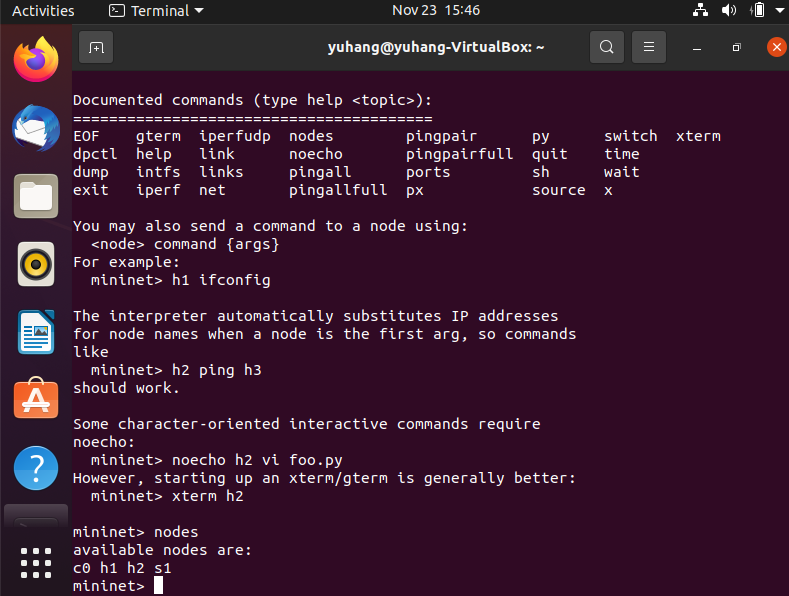 Activities Terminal Nov 23 15:46
yuhang@yuhang-VirtualBox: ~
Documented commands (type help <topic>):
========================================
EOF    gterm  iperfudp  nodes        pingpair      py      switch  xterm
dpctl  help   link      noecho       pingpairfull  quit    time
dump   intfs  links     pingall      ports         sh      wait
exit   iperf  net       pingallfull  px            source  x
You may also send a command to a node using:
  <node> command {args}
For example:
  mininet> h1 ifconfig
The interpreter automatically substitutes IP addresses
for node names when a node is the first arg, so commands
like
  mininet> h2 ping h3
should work.
Some character-oriented interactive commands require
noecho:
  mininet> noecho h2 vi foo.py
However, starting up an xterm/gterm is generally better:
  mininet> xterm h2
mininet> nodes
available nodes are:
c0 h1 h2 s1
mininet>